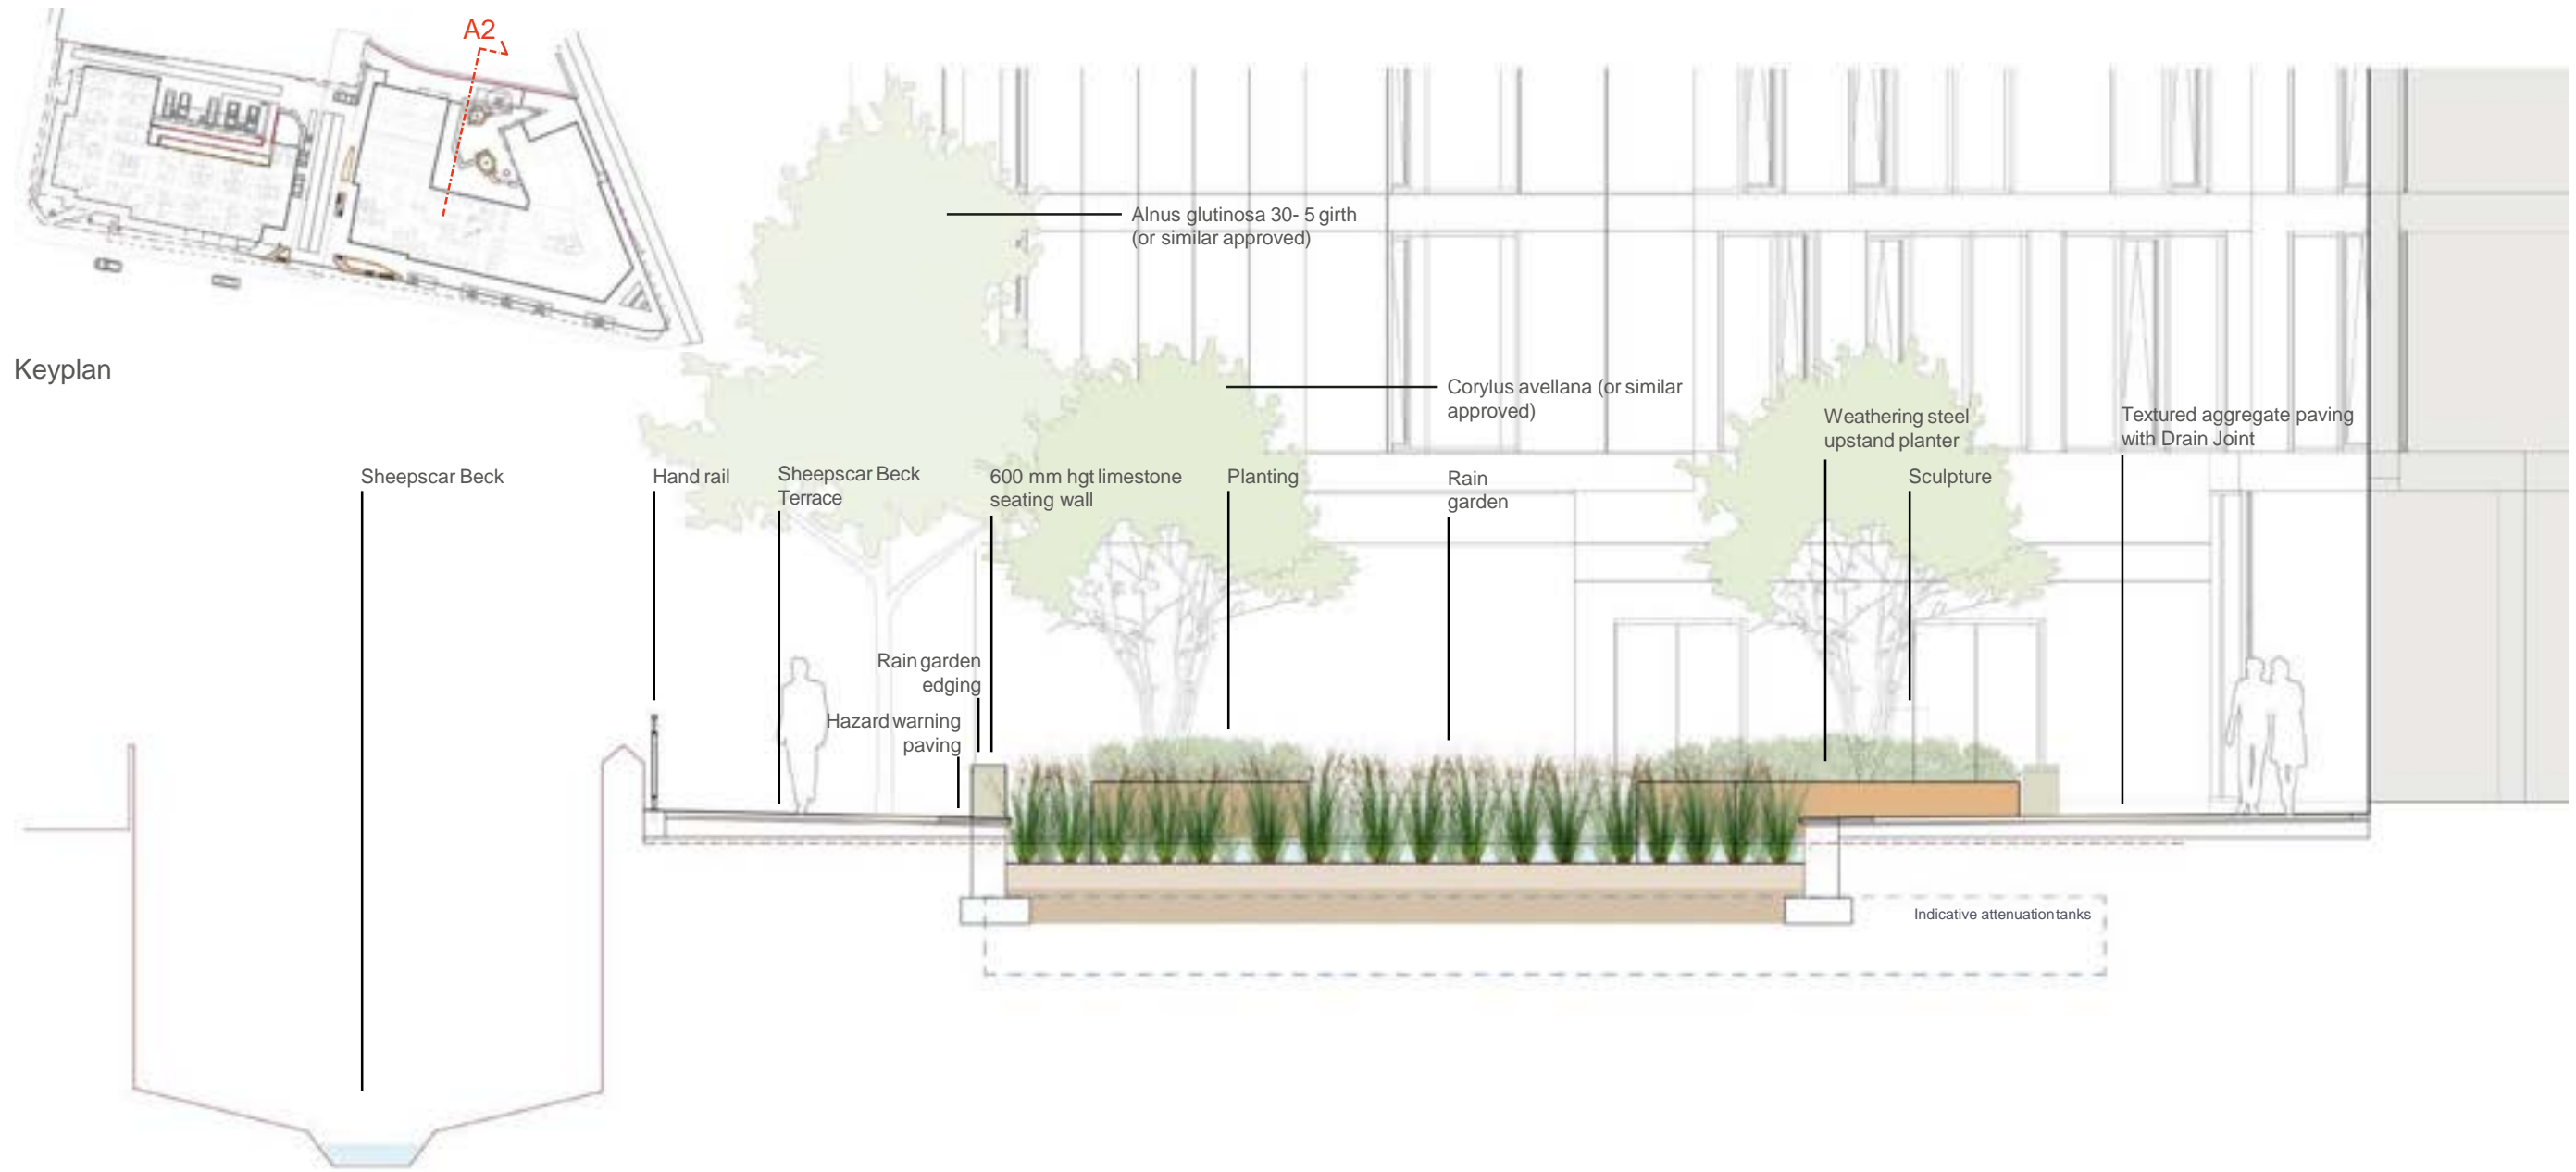 A2
Alnus glutinosa 30- 5 girth
(or similar approved)
Keyplan
Corylus avellana (or similar
approved)
Weathering steel
upstand planter
Textured aggregate paving
with Drain Joint
Sheepscar Beck
Hand rail
Sheepscar Beck
Terrace
600 mm hgt limestone
seating wall
Planting
Rain
garden
Sculpture
Rain garden
edging
Hazard warning
paving
Indicative attenuation tanks